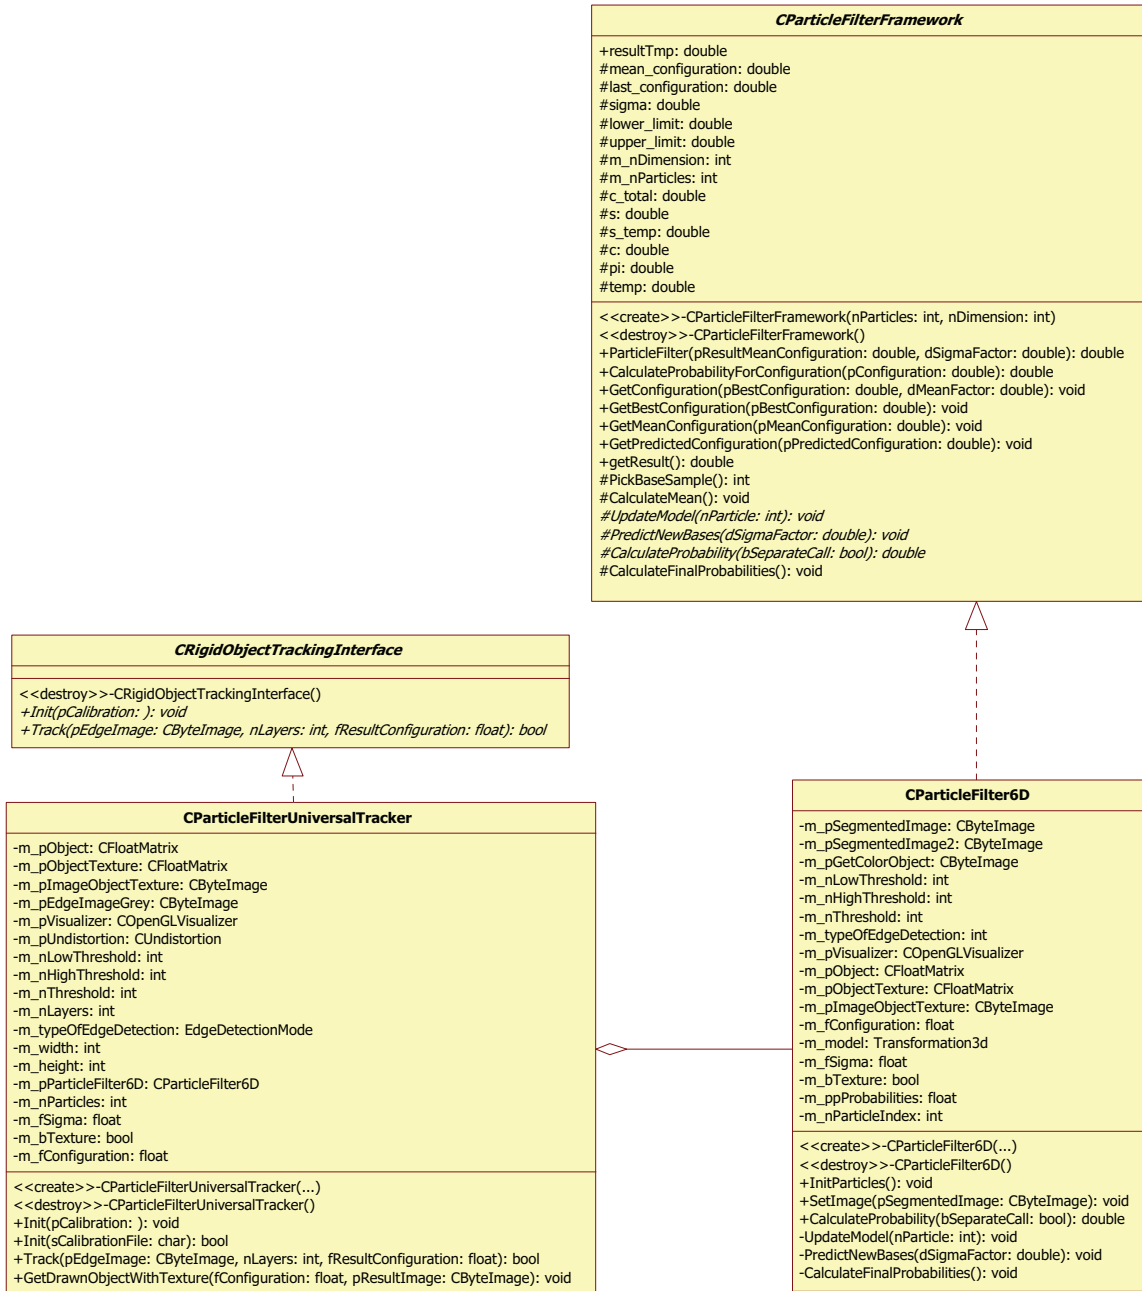 CParticleFilterFramework
+resultTmp: double
#mean_configuration: double
#last_configuration: double
#sigma: double
#lower_limit: double
#upper_limit: double
#m_nDimension: int
#m_nParticles: int
#c_total: double
#s: double
#s_temp: double
#c: double
#pi: double
#temp: double
<<create>>-CParticleFilterFramework(nParticles: int, nDimension: int)
<<destroy>>-CParticleFilterFramework()
+ParticleFilter(pResultMeanConfiguration: double, dSigmaFactor: double): double
+CalculateProbabilityForConfiguration(pConfiguration: double): double
+GetConfiguration(pBestConfiguration: double, dMeanFactor: double): void
+GetBestConfiguration(pBestConfiguration: double): void
+GetMeanConfiguration(pMeanConfiguration: double): void
+GetPredictedConfiguration(pPredictedConfiguration: double): void
+getResult(): double
#PickBaseSample(): int
#CalculateMean(): void
#UpdateModel(nParticle: int): void
#PredictNewBases(dSigmaFactor: double): void
#CalculateProbability(bSeparateCall: bool): double
#CalculateFinalProbabilities(): void
CRigidObjectTrackingInterface
<<destroy>>-CRigidObjectTrackingInterface()
+Init(pCalibration: ): void
+Track(pEdgeImage: CByteImage, nLayers: int, fResultConfiguration: float): bool
CParticleFilterUniversalTracker
-m_pObject: CFloatMatrix
-m_pObjectTexture: CFloatMatrix
-m_pImageObjectTexture: CByteImage
-m_pEdgeImageGrey: CByteImage
-m_pVisualizer: COpenGLVisualizer
-m_pUndistortion: CUndistortion
-m_nLowThreshold: int
-m_nHighThreshold: int
-m_nThreshold: int
-m_nLayers: int
-m_typeOfEdgeDetection: EdgeDetectionMode
-m_width: int
-m_height: int
-m_pParticleFilter6D: CParticleFilter6D
-m_nParticles: int
-m_fSigma: float
-m_bTexture: bool
-m_fConfiguration: float
<<create>>-CParticleFilterUniversalTracker(...)
<<destroy>>-CParticleFilterUniversalTracker()
+Init(pCalibration: ): void
+Init(sCalibrationFile: char): bool
+Track(pEdgeImage: CByteImage, nLayers: int, fResultConfiguration: float): bool
+GetDrawnObjectWithTexture(fConfiguration: float, pResultImage: CByteImage): void
CParticleFilter6D
-m_pSegmentedImage: CByteImage
-m_pSegmentedImage2: CByteImage
-m_pGetColorObject: CByteImage
-m_nLowThreshold: int
-m_nHighThreshold: int
-m_nThreshold: int
-m_typeOfEdgeDetection: int
-m_pVisualizer: COpenGLVisualizer
-m_pObject: CFloatMatrix
-m_pObjectTexture: CFloatMatrix
-m_pImageObjectTexture: CByteImage
-m_fConfiguration: float
-m_model: Transformation3d
-m_fSigma: float
-m_bTexture: bool
-m_ppProbabilities: float
-m_nParticleIndex: int
<<create>>-CParticleFilter6D(...)
<<destroy>>-CParticleFilter6D()
+InitParticles(): void
+SetImage(pSegmentedImage: CByteImage): void
+CalculateProbability(bSeparateCall: bool): double
-UpdateModel(nParticle: int): void
-PredictNewBases(dSigmaFactor: double): void
-CalculateFinalProbabilities(): void